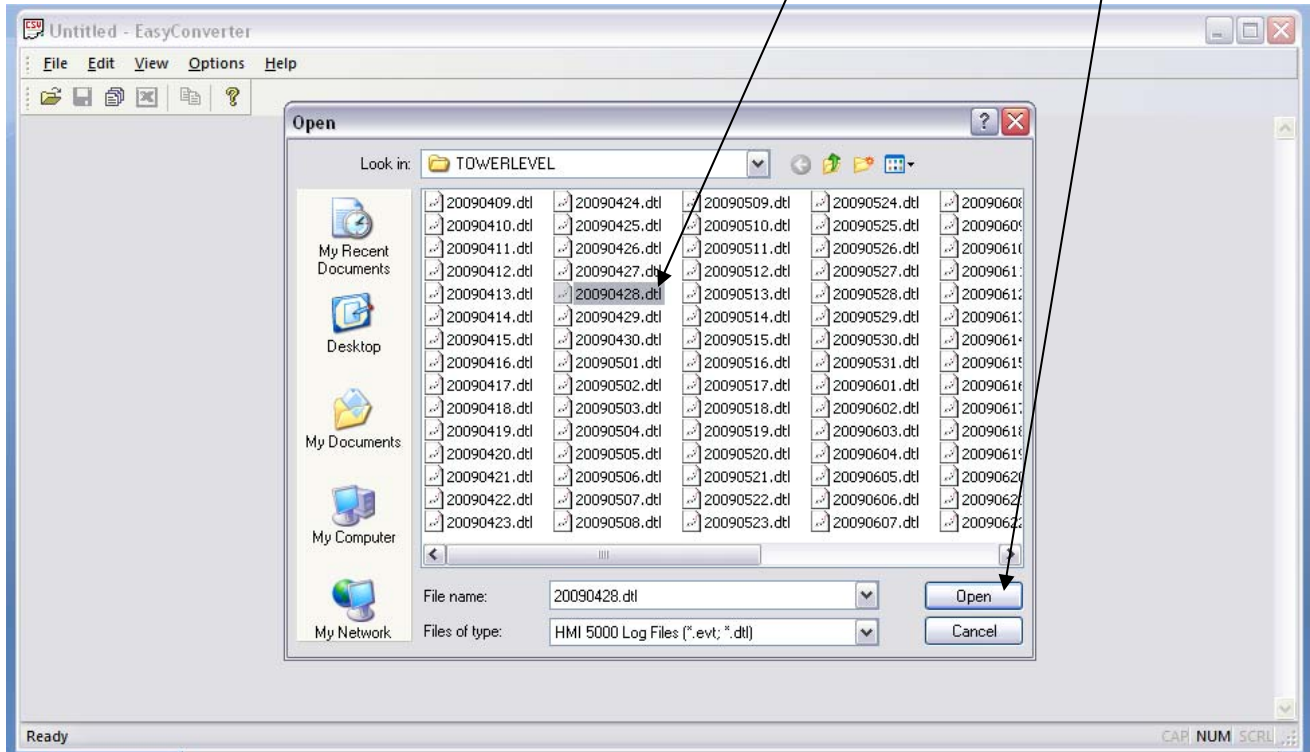 Untitled - EasyConverter
File Edit View Options Help
Open
Look in: TOWERLEVEL
My Recent Documents
Desktop
My Documents
My Computer
My Network
20090409.dtl 20090424.dtl 20090509.dtl 20090524.dtl
20090410.dtl 20090425.dtl 20090510.dtl 20090525.dtl
20090411.dtl 20090426.dtl 20090511.dtl 20090526.dtl
20090412.dtl 20090427.dtl 20090512.dtl 20090527.dtl
20090413.dtl 20090428.dtl 20090513.dtl 20090528.dtl
20090414.dtl 20090429.dtl 20090514.dtl 20090529.dtl
20090415.dtl 20090430.dtl 20090515.dtl 20090530.dtl
20090416.dtl 20090501.dtl 20090516.dtl 20090531.dtl
20090417.dtl 20090502.dtl 20090517.dtl 20090601.dtl
20090418.dtl 20090503.dtl 20090518.dtl 20090602.dtl
20090419.dtl 20090504.dtl 20090519.dtl 20090603.dtl
20090420.dtl 20090505.dtl 20090520.dtl 20090604.dtl
20090421.dtl 20090506.dtl 20090521.dtl 20090605.dtl
20090422.dtl 20090507.dtl 20090522.dtl 20090606.dtl
20090423.dtl 20090508.dtl 20090523.dtl 20090607.dtl
File name: 20090428.dtl Open
Files of type: HMI 5000 Log Files (*.evt; *.dtl) Cancel
Ready CAP NUM SCRL